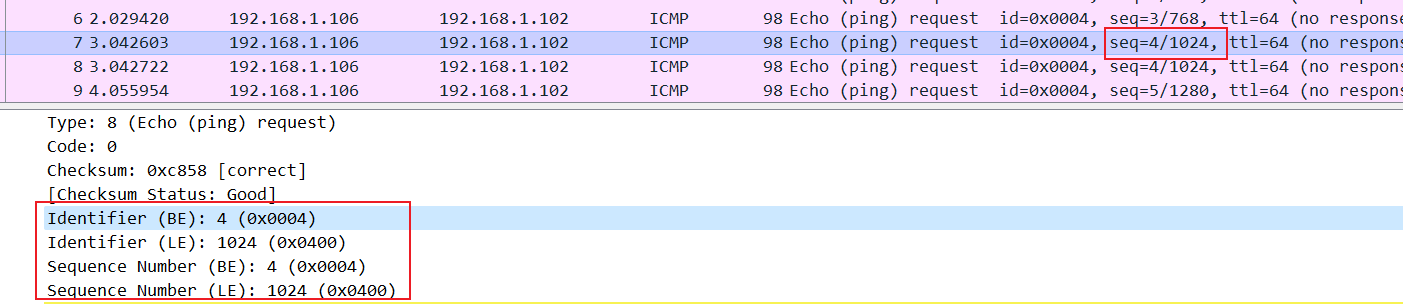 6 2.029420 192.168.1.106 192.168.1.102 ICMP 98 Echo (ping) request id=0x0004, seq=3/768, ttl=64 (no response
7 3.042603 192.168.1.106 192.168.1.102 ICMP 98 Echo (ping) request id=0x0004, seq=4/1024, ttl=64 (no respons
8 3.042722 192.168.1.106 192.168.1.102 ICMP 98 Echo (ping) request id=0x0004, seq=4/1024, ttl=64 (no respons
9 4.055954 192.168.1.106 192.168.1.102 ICMP 98 Echo (ping) request id=0x0004, seq=5/1280, ttl=64 (no respons
Type: 8 (Echo (ping) request)
Code: 0
Checksum: 0xc858 [correct]
[Checksum Status: Good]
Identifier (BE): 4 (0x0004)
Identifier (LE): 1024 (0x0400)
Sequence Number (BE): 4 (0x0004)
Sequence Number (LE): 1024 (0x0400)